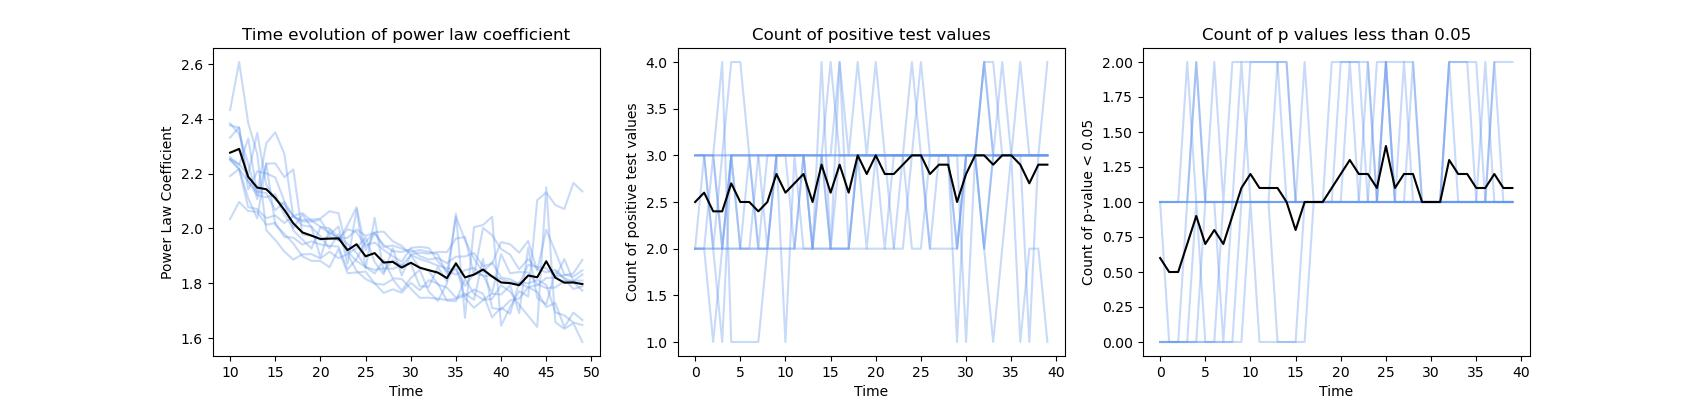 Time evolution of power law coefficient
Power Law Coefficient
2.6
2.4
2.2
2.0
1.8
1.6
10 15 20 25 30 35 40 45 50
Time
Count of positive test values
Count of positive test values
4.0
3.5
3.0
2.5
2.0
1.5
1.0
0 5 10 15 20 25 30 35 40
Time
Count of p values less than 0.05
Count of p-value < 0.05
2.00
1.75
1.50
1.25
1.00
0.75
0.50
0.25
0.00
0 5 10 15 20 25 30 35 40
Time